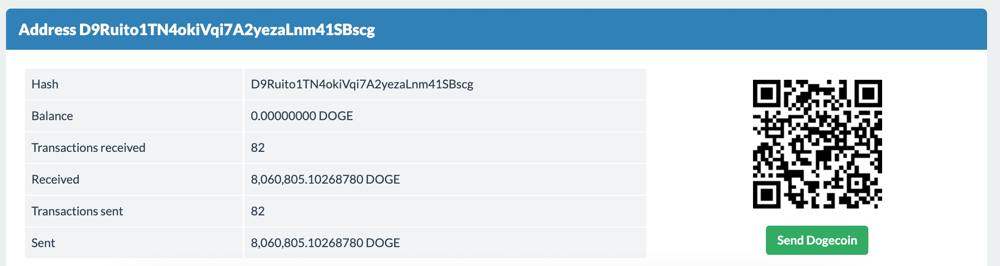 Address D9Ruito1TN4okiVqi7A2yezaLnm41SBscg
Hash D9Ruito1TN4okiVqi7A2yezaLnm41SBscg
Balance 0.00000000 DOGE
Transactions received 82
Received 8,060,805.10268780 DOGE
Transactions sent 82
Sent 8,060,805.10268780 DOGE
Send Dogecoin